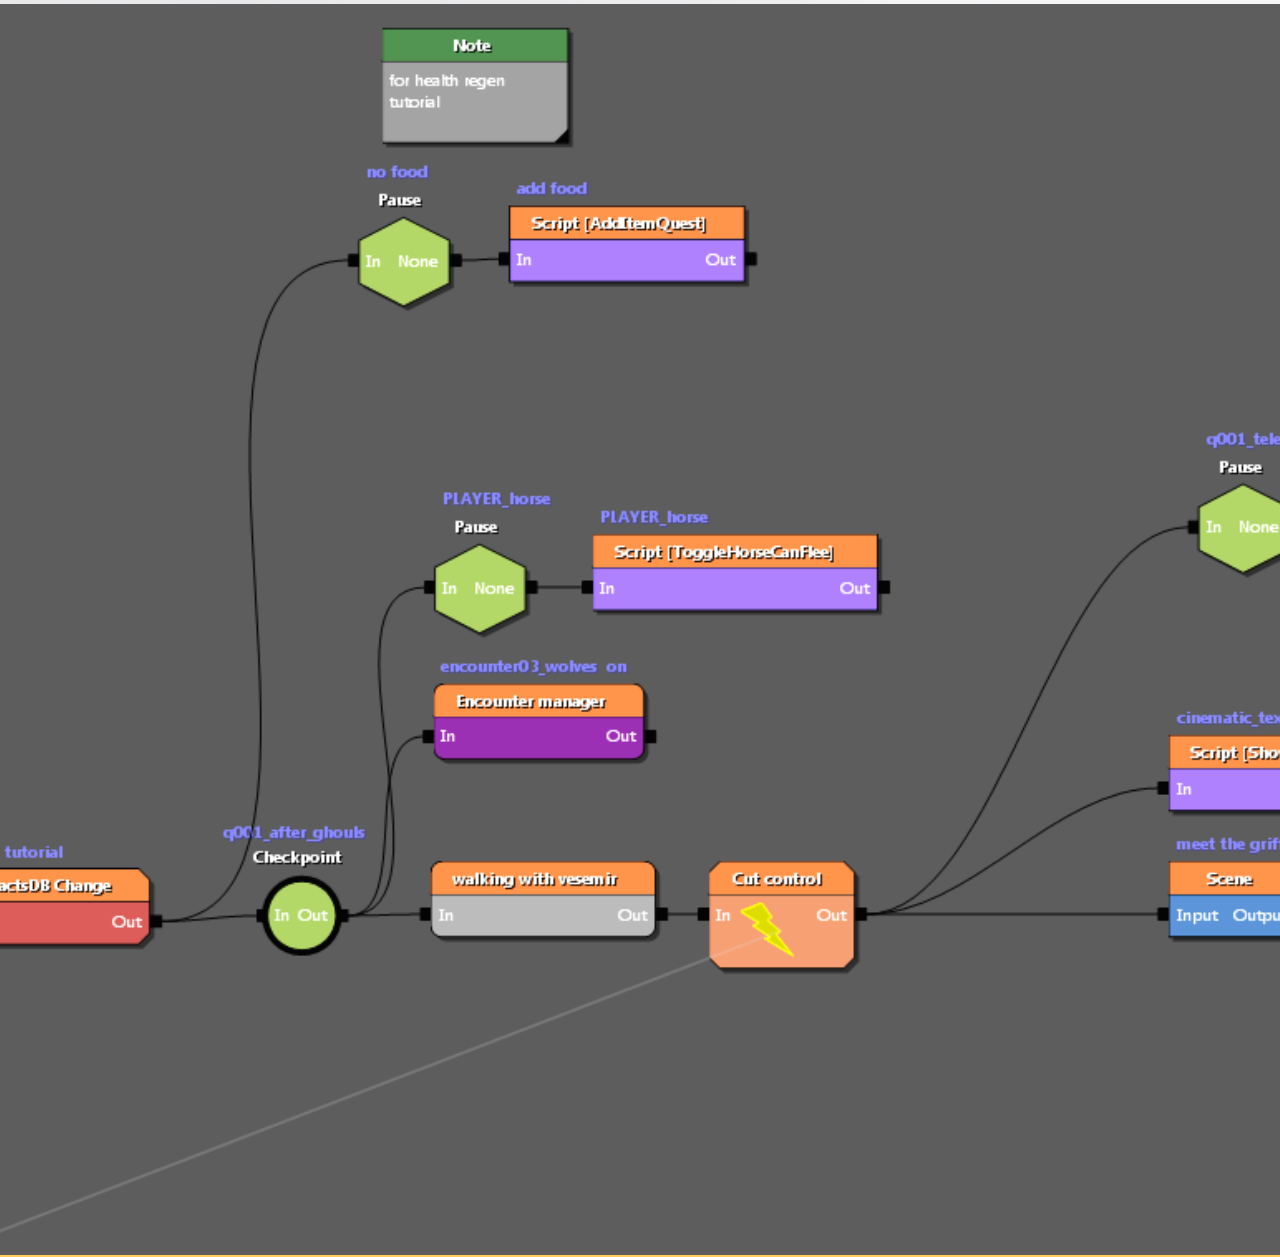 Note
for health regen
tutorial
no food
Pause
In None
add food
Script [AddItemQuest]
In Out
q001_tele
Pause
In None
PLAYER_horse
Pause
In None
PLAYER_horse
Script [ToggleHorseCanFlee]
In Out
encounter03_wolves on
Encounter manager
In Out
cinematic_tex
Script [Sho
In
tutorial
actsDB Change
Out
q001_after_ghouls
Checkpoint
In Out
walking with vesemir
In Out
Cut control
In Out
meet the grif
Scene
Input Outpu